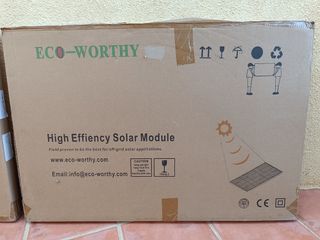 ECO-WORTHY
High Effiency Solar Module
Field proven to be the best for off-grid solar applications.
www.eco-worthy.com
Email:info@eco-worthy.com
CAUTION
CE